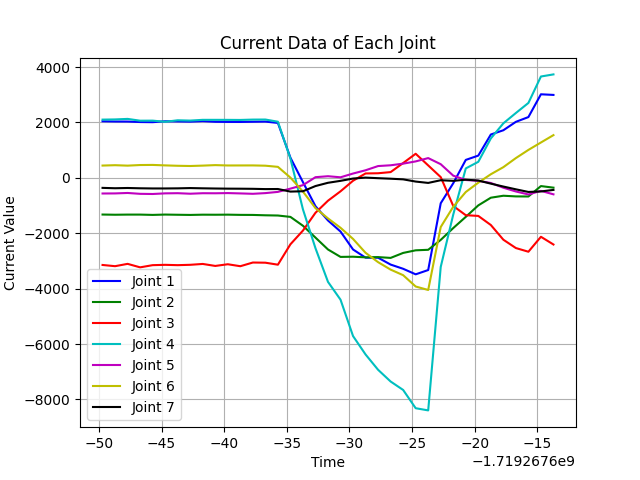 Current Data of Each Joint
4000
2000
0
−2000
−4000
−6000
−8000
Current Value
Joint 1
Joint 2
Joint 3
Joint 4
Joint 5
Joint 6
Joint 7
−50 −45 −40 −35 −30 −25 −20 −15
Time
−1.7192676e9